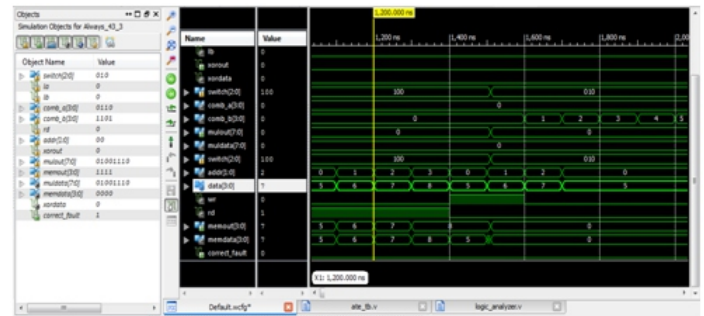 Objects
Simulation Objects for Always_43_3
Object Name Value
switch[2:0] 010
la 0
lb 0
comb_a[3:0] 0110
comb_b[3:0] 1101
rd 0
addr[1:0] 00
xorout 0
mulout[7:0] 01001110
memout[3:0] 1111
muldata[7:0] 01001110
memdata[3:0] 0000
xordata 0
correct_fault 1
1,200.000 ns
Name Value
1,200 ns 1,400 ns 1,600 ns 1,800 ns 2,00
lb 0
xorout 0
xordata 0
switch[2:0] 100 100 010
comb_a[3:0] 0 0
comb_b[3:0] 0 0 1 2 3 4 5
mulout[7:0] 0 0 0
muldata[7:0] 0 0
switch[2:0] 100 100 010
addr[1:0] 2 0 1 2 3 0 1 2 0
data[3:0] 7 5 6 7 8 5 6 7 5
wr 0
rd 1
memout[3:0] 7 5 6 7 8 0
memdata[3:0] 7 5 6 7 8 5 0
correct_fault 0
X1: 1,200.000 ns
Default.wcfg* ate_tb.v logic_analyzer.v